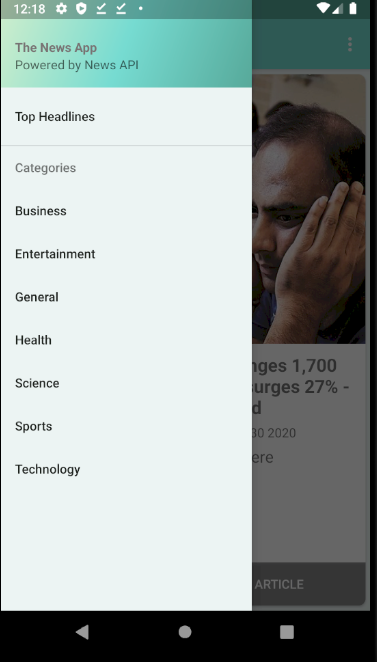 12:18
The News App
Powered by News API
Top Headlines
Categories
Business
Entertainment
General
Health
Science
Sports
Technology
nges 1,700
urges 27% -
d
30 2020
ere
ARTICLE